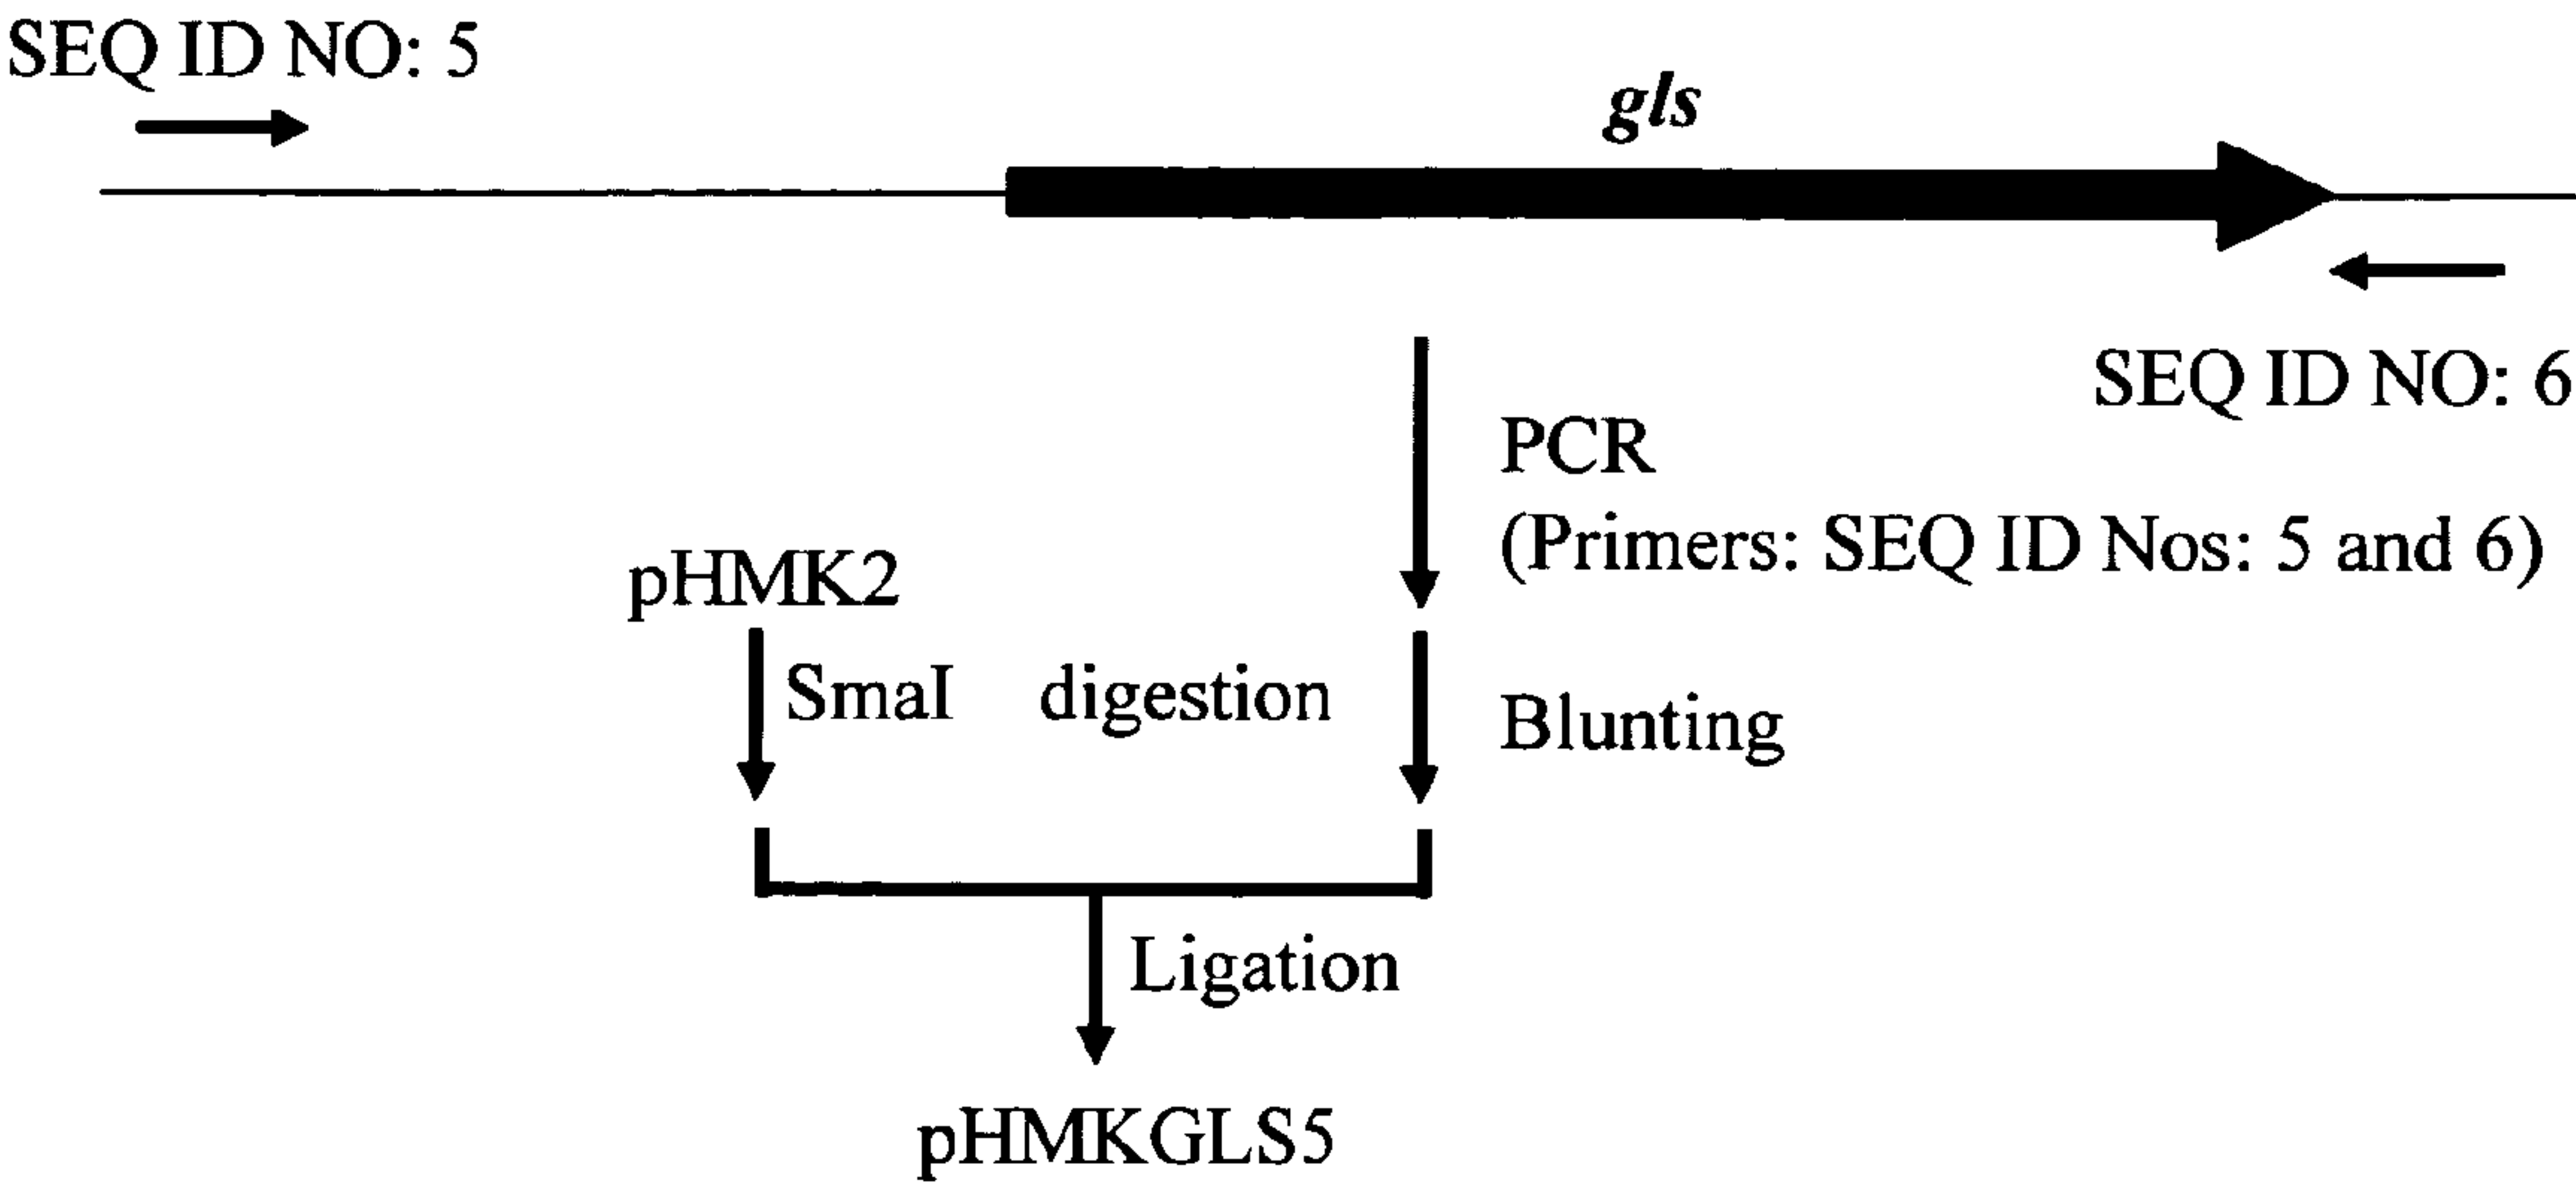 SEQ ID NO: 5
gls
SEQ ID NO: 6
PCR
(Primers: SEQ ID Nos: 5 and 6)
pHMK2
SmaI digestion
Blunting
Ligation
pHMKGLS5